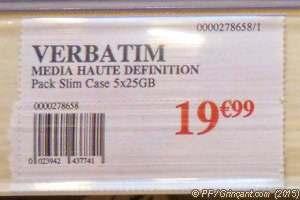 0000278658/1
VERBATIM
MEDIA HAUTE DEFINITION
Pack Slim Case 5x25GB
0000278658
19€99
0 023942 437741
© PF/Grinçant.com (2015)